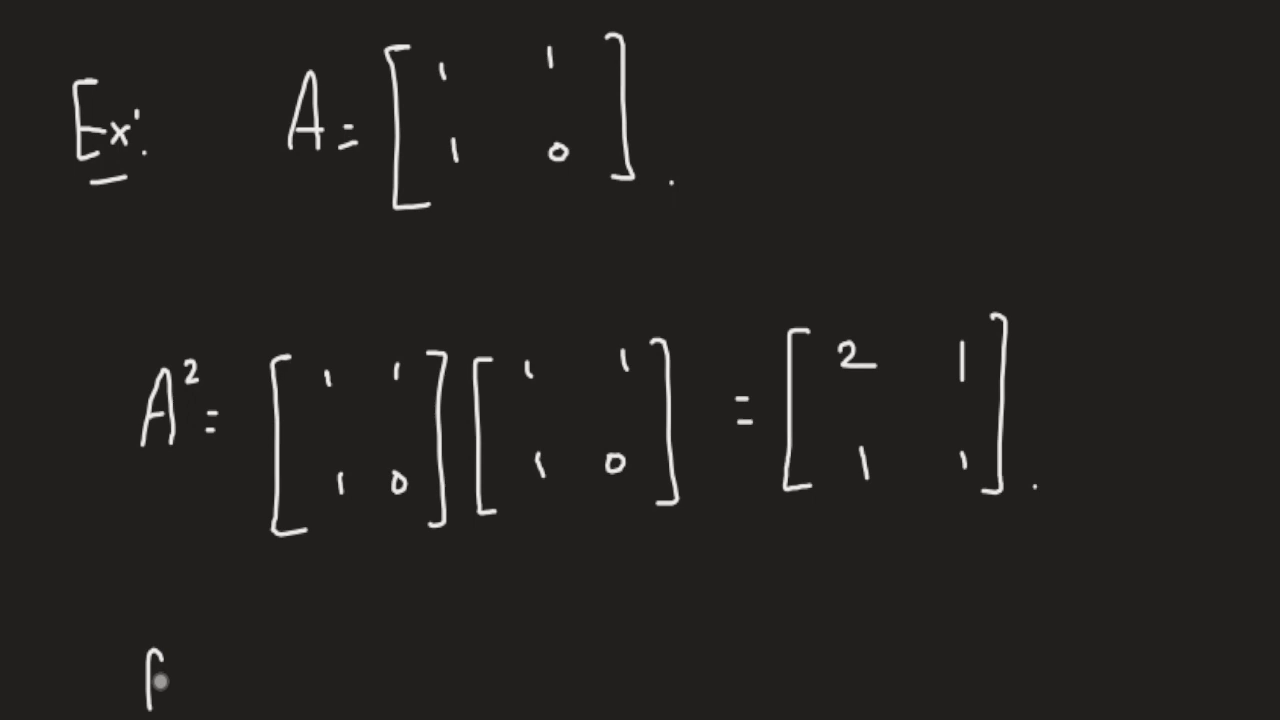 Ex: A = [ 1 1
1 0 ] .
A² = [ 1 1
1 0 ] [ 1 1
1 0 ] = [ 2 1
1 1 ] .